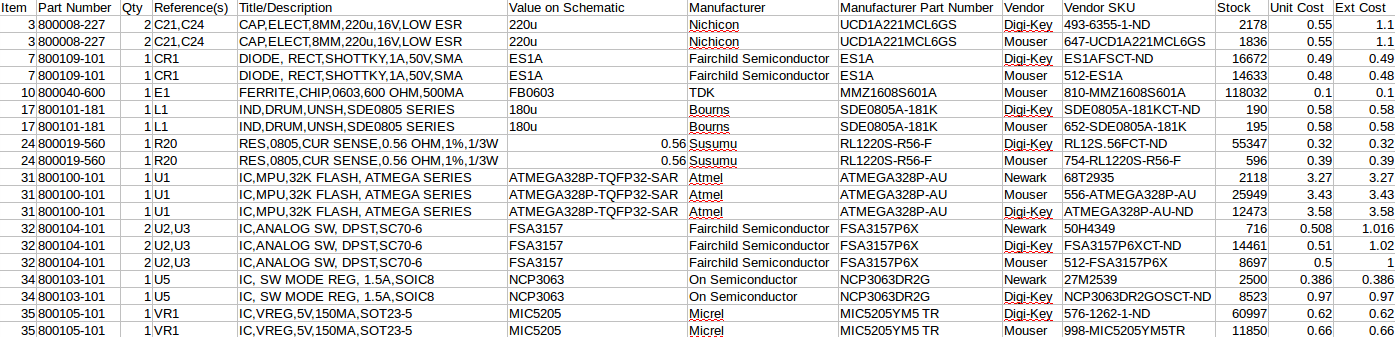 Item Part Number Qty Reference(s) Title/Description Value on Schematic Manufacturer Manufacturer Part Number Vendor Vendor SKU Stock Unit Cost Ext Cost
3 800008-227 2 C21,C24 CAP,ELECT,8MM,220u,16V,LOW ESR 220u Nichicon UCD1A221MCL6GS Digi-Key 493-6355-1-ND 2178 0.55 1.1
3 800008-227 2 C21,C24 CAP,ELECT,8MM,220u,16V,LOW ESR 220u Nichicon UCD1A221MCL6GS Mouser 647-UCD1A221MCL6GS 1836 0.55 1.1
7 800109-101 1 CR1 DIODE, RECT,SHOTTKY,1A,50V,SMA ES1A Fairchild Semiconductor ES1A Digi-Key ES1AFSCT-ND 16672 0.49 0.49
7 800109-101 1 CR1 DIODE, RECT,SHOTTKY,1A,50V,SMA ES1A Fairchild Semiconductor ES1A Mouser 512-ES1A 14633 0.48 0.48
10 800040-600 1 E1 FERRITE,CHIP,0603,600 OHM,500MA FB0603 TDK MMZ1608S601A Mouser 810-MMZ1608S601A 118032 0.1 0.1
17 800101-181 1 L1 IND,DRUM,UNSH,SDE0805 SERIES 180u Bourns SDE0805A-181K Digi-Key SDE0805A-181KCT-ND 190 0.58 0.58
17 800101-181 1 L1 IND,DRUM,UNSH,SDE0805 SERIES 180u Bourns SDE0805A-181K Mouser 652-SDE0805A-181K 195 0.58 0.58
24 800019-560 1 R20 RES,0805,CUR SENSE,0.56 OHM,1%,1/3W 0.56 Susumu RL1220S-R56-F Digi-Key RL12S.56FCT-ND 55347 0.32 0.32
24 800019-560 1 R20 RES,0805,CUR SENSE,0.56 OHM,1%,1/3W 0.56 Susumu RL1220S-R56-F Mouser 754-RL1220S-R56-F 596 0.39 0.39
31 800100-101 1 U1 IC,MPU,32K FLASH, ATMEGA SERIES ATMEGA328P-TQFP32-SAR Atmel ATMEGA328P-AU Newark 68T2935 2118 3.27 3.27
31 800100-101 1 U1 IC,MPU,32K FLASH, ATMEGA SERIES ATMEGA328P-TQFP32-SAR Atmel ATMEGA328P-AU Mouser 556-ATMEGA328P-AU 25949 3.43 3.43
31 800100-101 1 U1 IC,MPU,32K FLASH, ATMEGA SERIES ATMEGA328P-TQFP32-SAR Atmel ATMEGA328P-AU Digi-Key ATMEGA328P-AU-ND 12473 3.58 3.58
32 800104-101 2 U2,U3 IC,ANALOG SW, DPST,SC70-6 FSA3157 Fairchild Semiconductor FSA3157P6X Newark 50H4349 716 0.508 1.016
32 800104-101 2 U2,U3 IC,ANALOG SW, DPST,SC70-6 FSA3157 Fairchild Semiconductor FSA3157P6X Digi-Key FSA3157P6XCT-ND 14461 0.51 1.02
32 800104-101 2 U2,U3 IC,ANALOG SW, DPST,SC70-6 FSA3157 Fairchild Semiconductor FSA3157P6X Mouser 512-FSA3157P6X 8697 0.5 1
34 800103-101 1 U5 IC, SW MODE REG, 1.5A,SOIC8 NCP3063 On Semiconductor NCP3063DR2G Newark 27M2539 2500 0.386 0.386
34 800103-101 1 U5 IC, SW MODE REG, 1.5A,SOIC8 NCP3063 On Semiconductor NCP3063DR2G Digi-Key NCP3063DR2GOSCT-ND 8523 0.97 0.97
35 800105-101 1 VR1 IC,VREG,5V,150MA,SOT23-5 MIC5205 Micrel MIC5205YM5 TR Digi-Key 576-1262-1-ND 60997 0.62 0.62
35 800105-101 1 VR1 IC,VREG,5V,150MA,SOT23-5 MIC5205 Micrel MIC5205YM5 TR Mouser 998-MIC5205YM5TR 11850 0.66 0.66